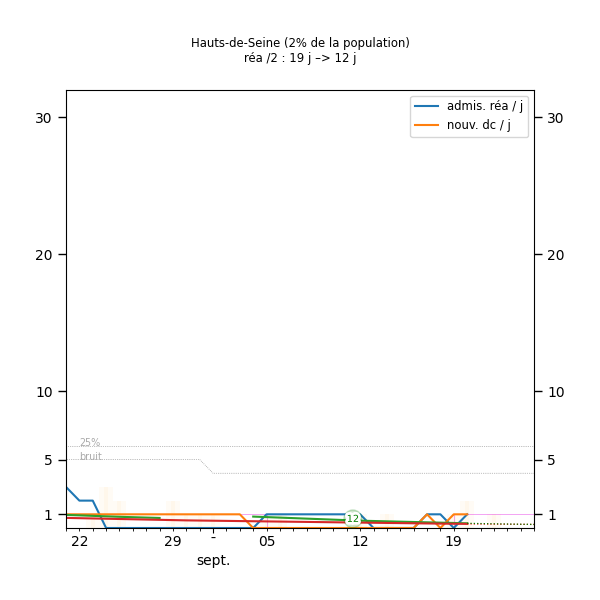 Hauts-de-Seine (2% de la population)
réa /2 : 19 j –> 12 j
admis. réa / j
nouv. dc / j
30 30
20 20
10 10
25%
bruit
5 5
12
1 1
22 29 - 05 12 19
sept.